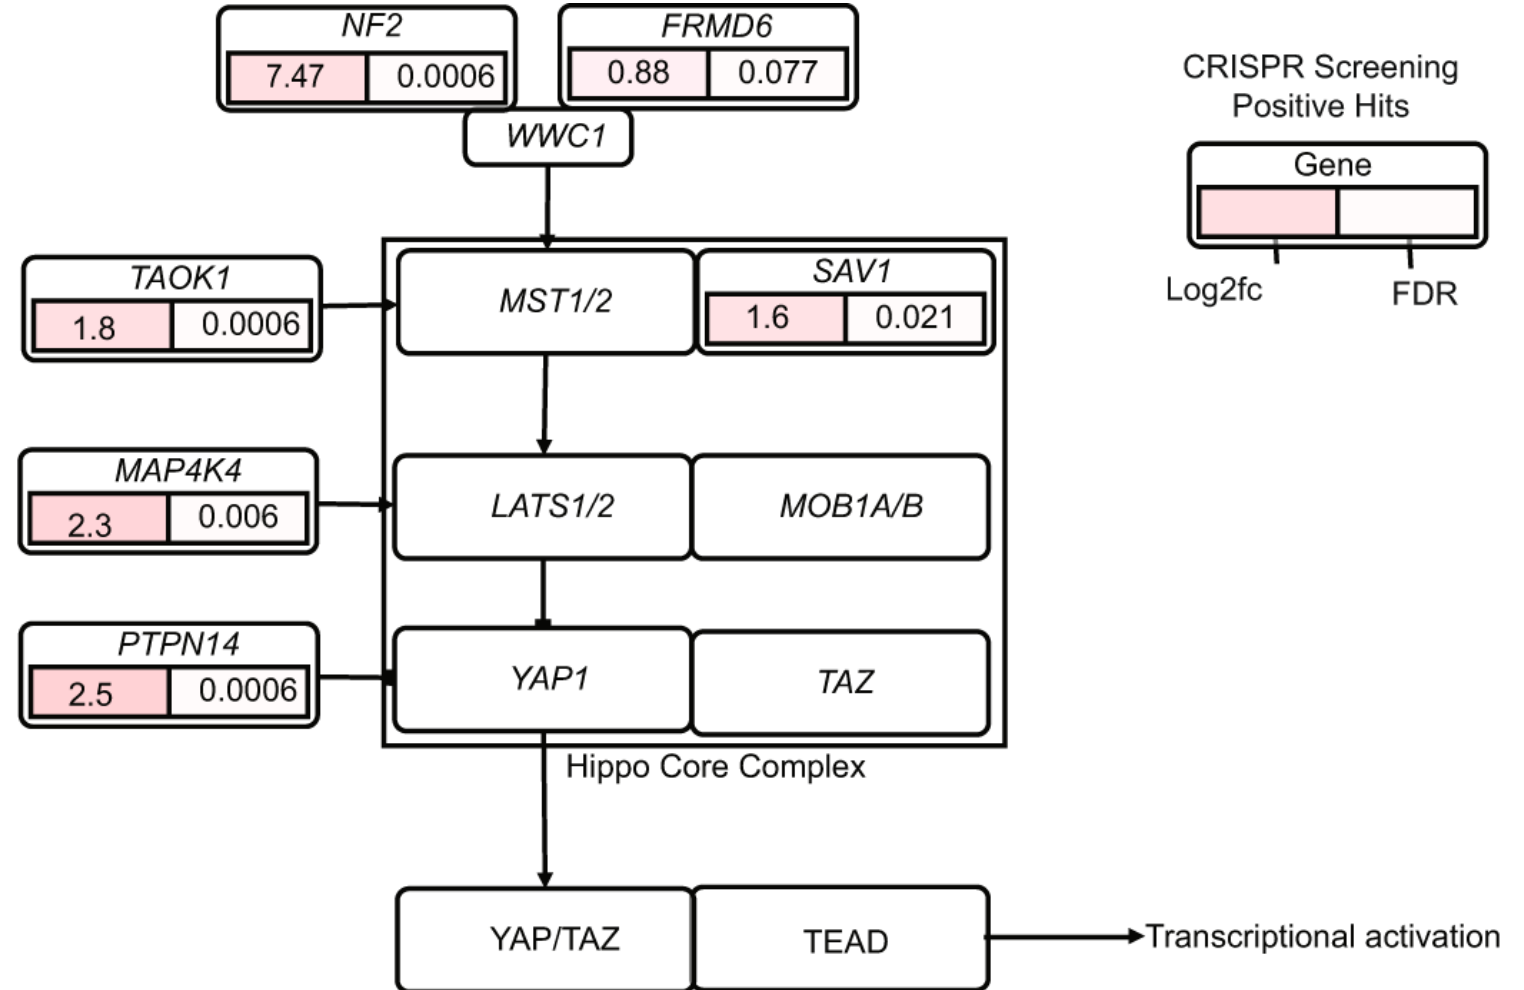 NF2
7.47 0.0006
FRMD6
0.88 0.077
WWC1
CRISPR Screening
Positive Hits
Gene
Log2fc FDR
TAOK1
1.8 0.0006
MST1/2
SAV1
1.6 0.021
MAP4K4
2.3 0.006
LATS1/2
MOB1A/B
PTPN14
2.5 0.0006
YAP1
TAZ
Hippo Core Complex
YAP/TAZ
TEAD
Transcriptional activation